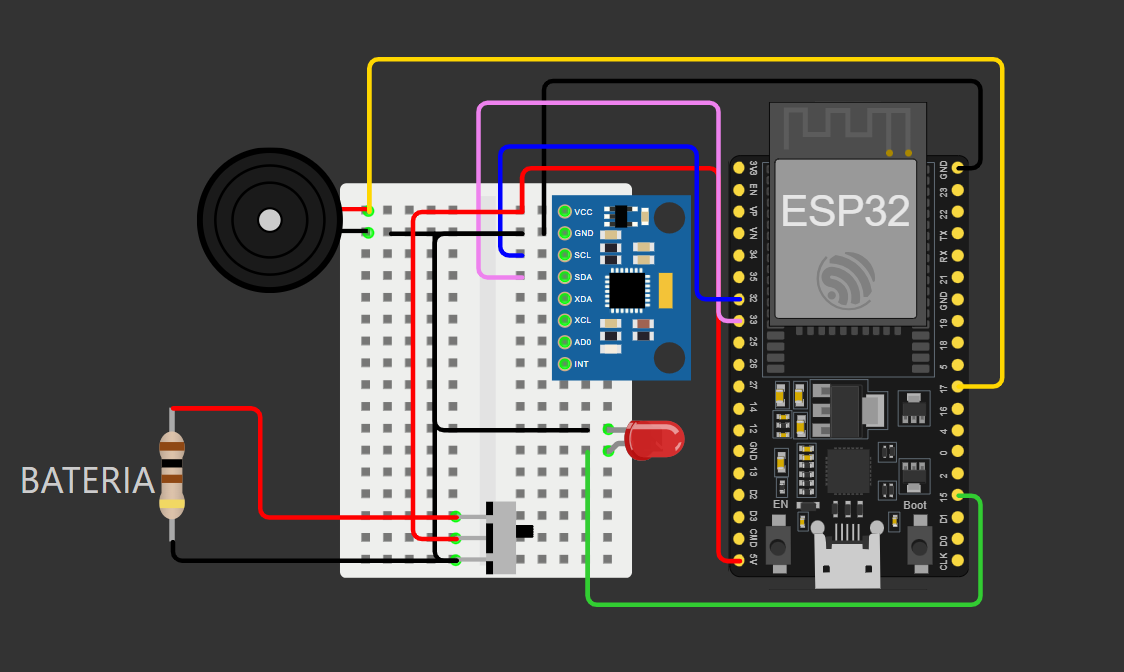 ESP32
VCC
GND
SCL
SDA
XDA
XCL
AD0
INT
3V3
EN
VP
VN
34
35
32
33
25
26
27
14
12
GND
13
D2
D3
CMD
5V
GND
23
22
TX
RX
21
GND
19
18
5
17
16
4
0
2
15
D1
D0
CLK
EN
Boot
BATERIA